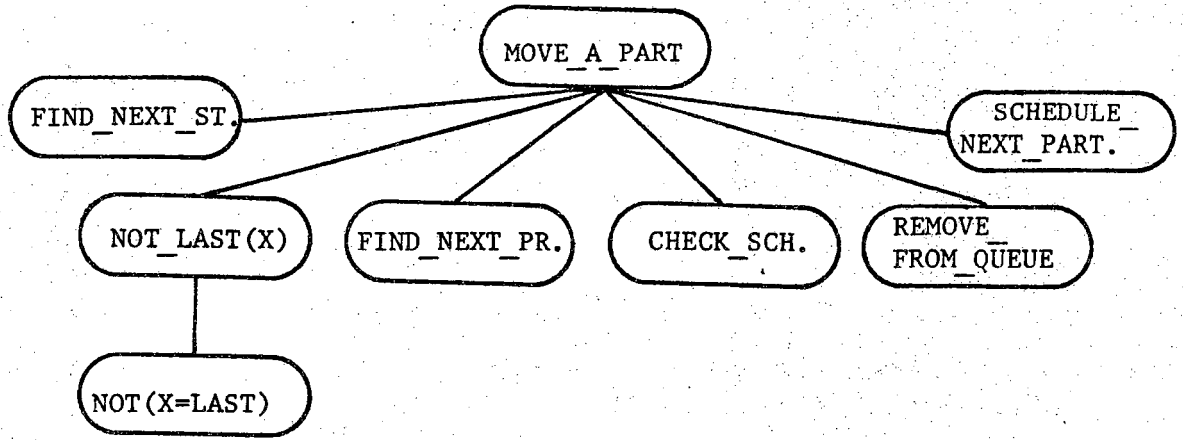 MOVE_A_PART
FIND_NEXT_ST.
SCHEDULE_
NEXT_PART.
NOT_LAST(X)
FIND_NEXT_PR.
CHECK_SCH.
REMOVE_
FROM_QUEUE
NOT(X=LAST)